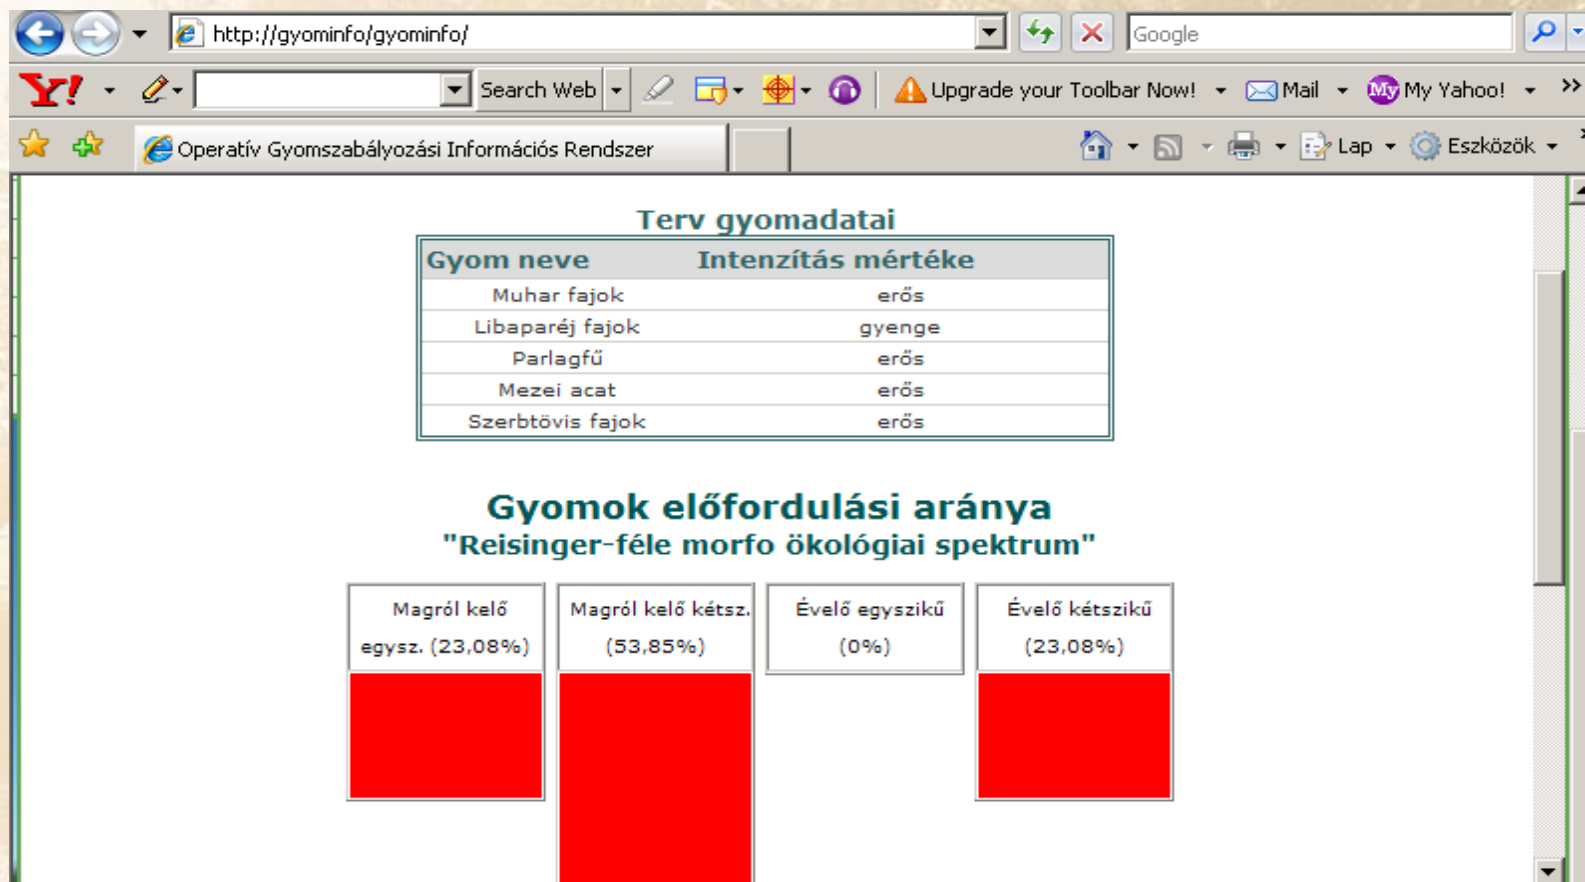 http://gyominfo/gyominfo/
Google
Y! Search Web Upgrade your Toolbar Now! Mail My My Yahoo! »
Operatív Gyomszabályozási Információs Rendszer Lap Eszközök
Terv gyomadatai
Gyom neve Intenzítás mértéke
Muhar fajok erős
Libaparéj fajok gyenge
Parlagfű erős
Mezei acat erős
Szerbtövis fajok erős
Gyomok előfordulási aránya
"Reisinger-féle morfo ökológiai spektrum"
Magról kelő
egysz. (23,08%)
Magról kelő kétsz.
(53,85%)
Évelő egyszikű
(0%)
Évelő kétszikű
(23,08%)